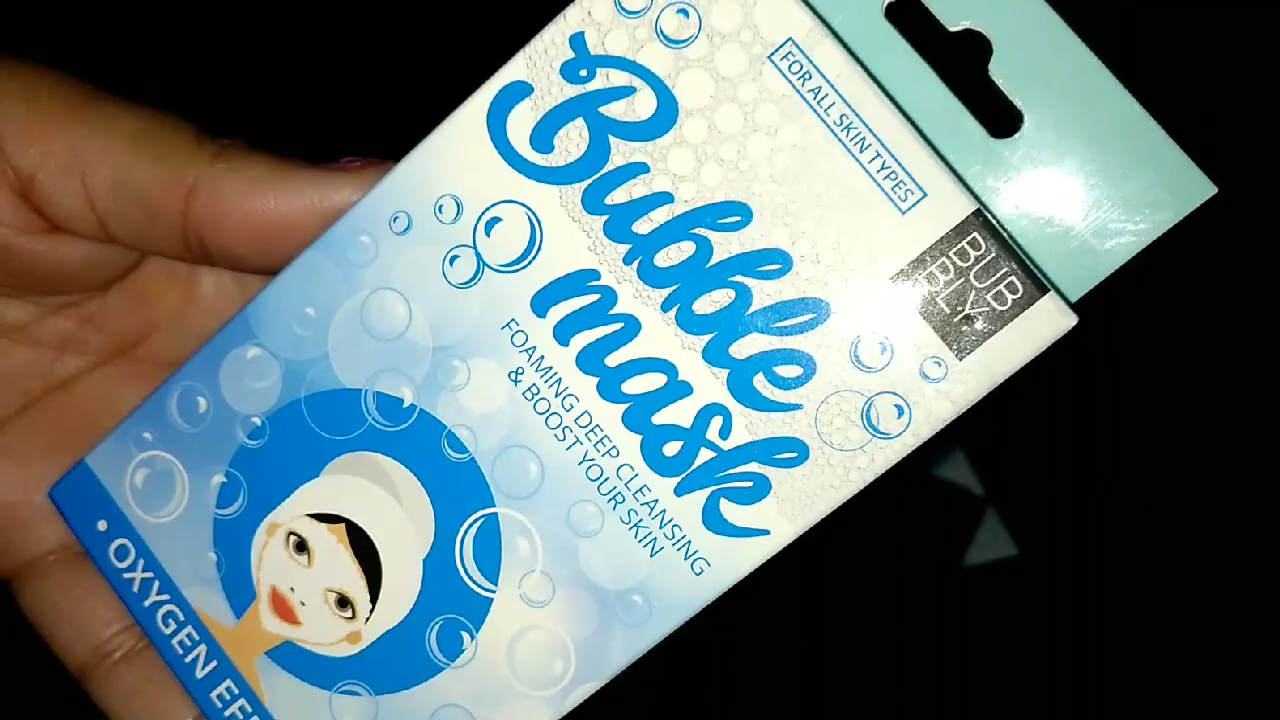 FOR ALL SKIN TYPES
BUB
BLY.
Bubble
mask
FOAMING DEEP CLEANSING
& BOOST YOUR SKIN
• OXYGEN